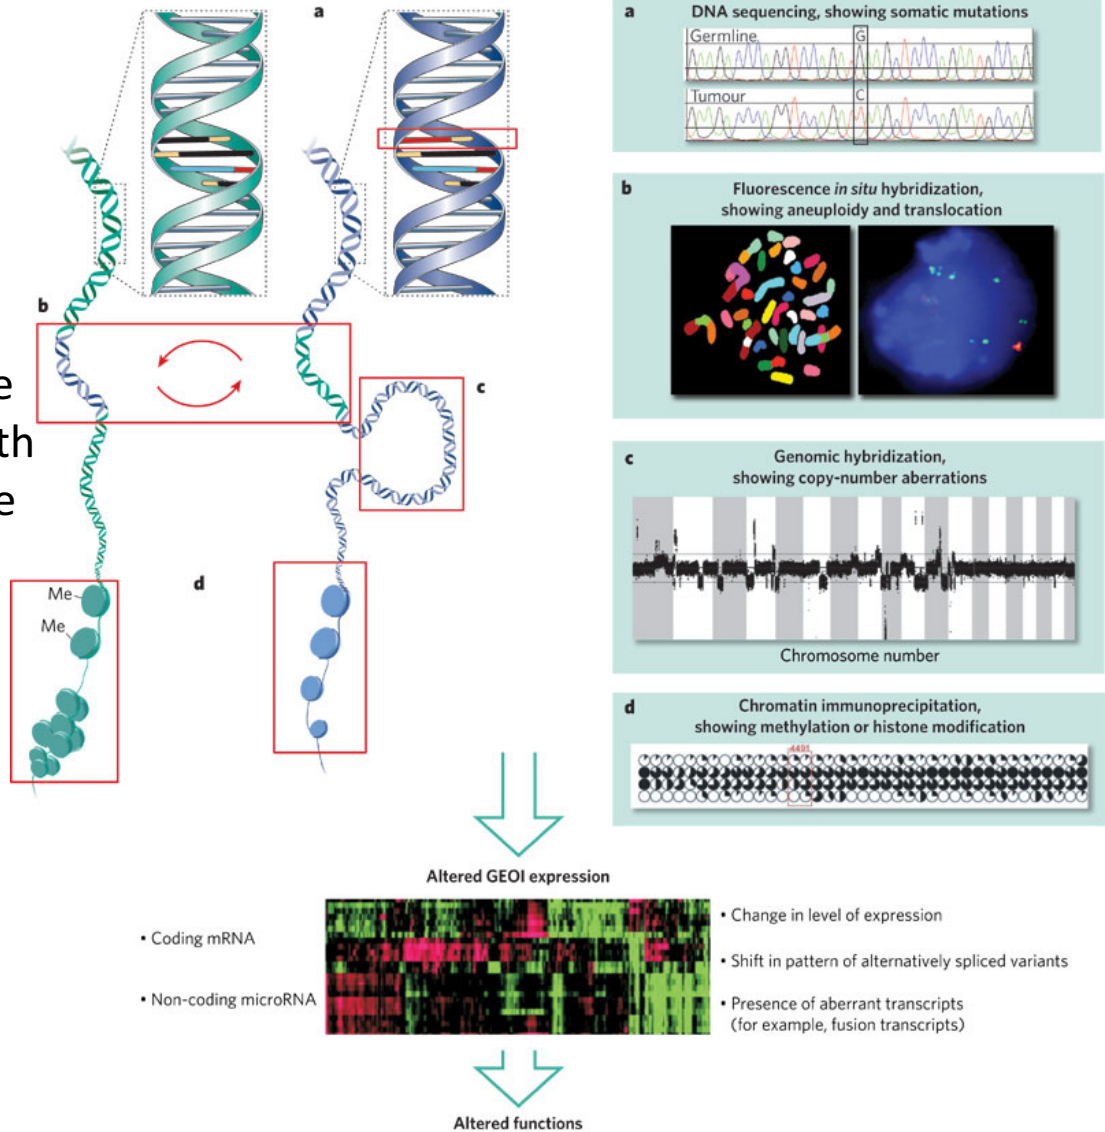 a
b
c
d
Me
Me
e
th
e
a DNA sequencing, showing somatic mutations
Germline G
Tumour C
b Fluorescence in situ hybridization,
showing aneuploidy and translocation
c Genomic hybridization,
showing copy-number aberrations
Chromosome number
d Chromatin immunoprecipitation,
showing methylation or histone modification
4491
Altered GEOI expression
• Coding mRNA
• Non-coding microRNA
• Change in level of expression
• Shift in pattern of alternatively spliced variants
• Presence of aberrant transcripts
(for example, fusion transcripts)
Altered functions